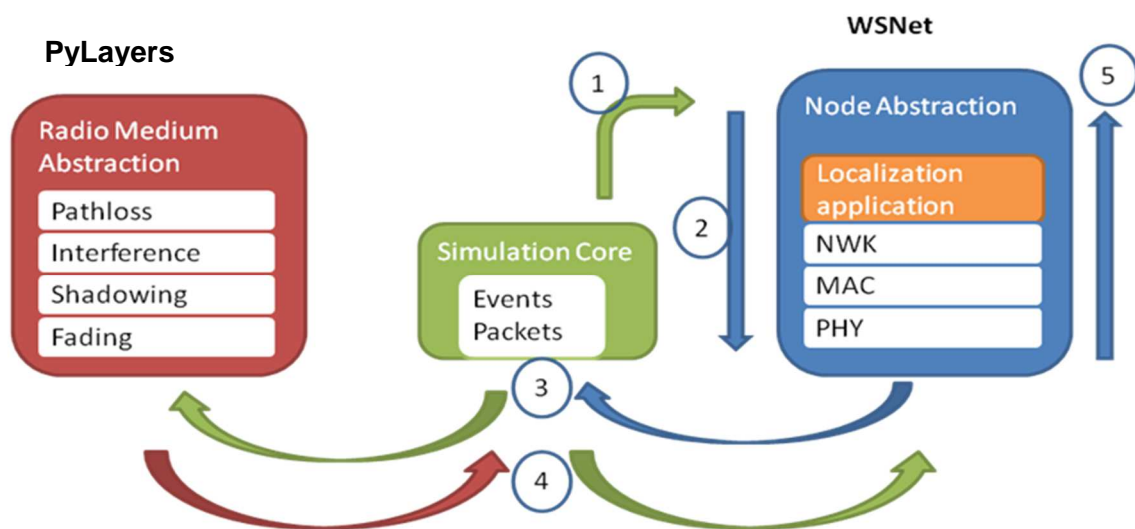 PyLayers
WSNet
1
5
Radio Medium
Abstraction
Pathloss
Interference
Shadowing
Fading
Simulation Core
Events
Packets
2
Node Abstraction
Localization
application
NWK
MAC
PHY
3
4